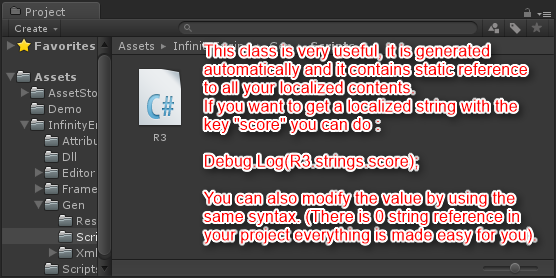 Project
Create
Favorites
Assets
AssetSto
Demo
InfinityEn
Attribu
Dll
Editor
Frame
Gen
Res
Scri
Xml
Scripts
Assets ▸ Infin
C#
R3
This class is very useful, it is generated
automatically and it contains static reference
to all your localized contents.
If you want to get a localized string with the
key "score" you can do :
Debug.Log(R3.strings.score);
You can also modify the value by using the
same syntax. (There is 0 string reference in
your project everything is made easy for you).